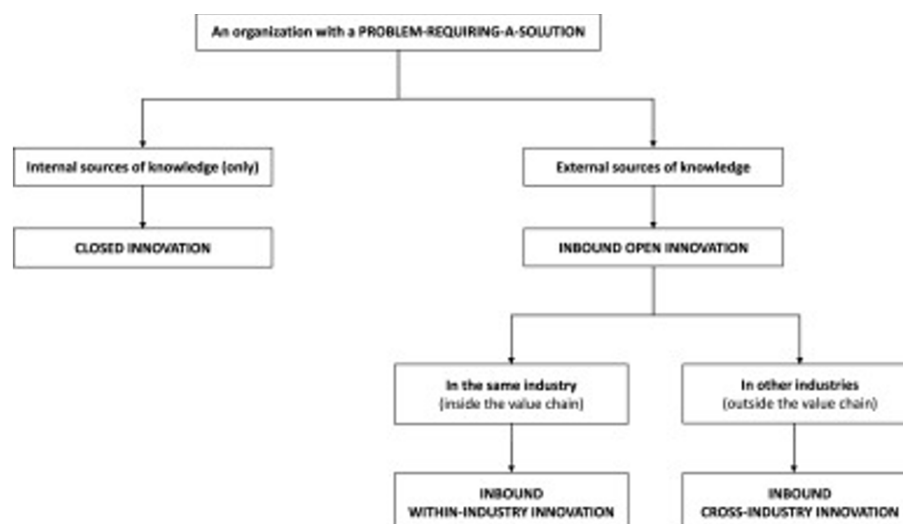 An organization with a PROBLEM-REQUIRING-A-SOLUTION
Internal sources of knowledge (only)
External sources of knowledge
CLOSED INNOVATION
INBOUND OPEN INNOVATION
In the same industry
(inside the value chain)
In other industries
(outside the value chain)
INBOUND
WITHIN-INDUSTRY INNOVATION
INBOUND
CROSS-INDUSTRY INNOVATION